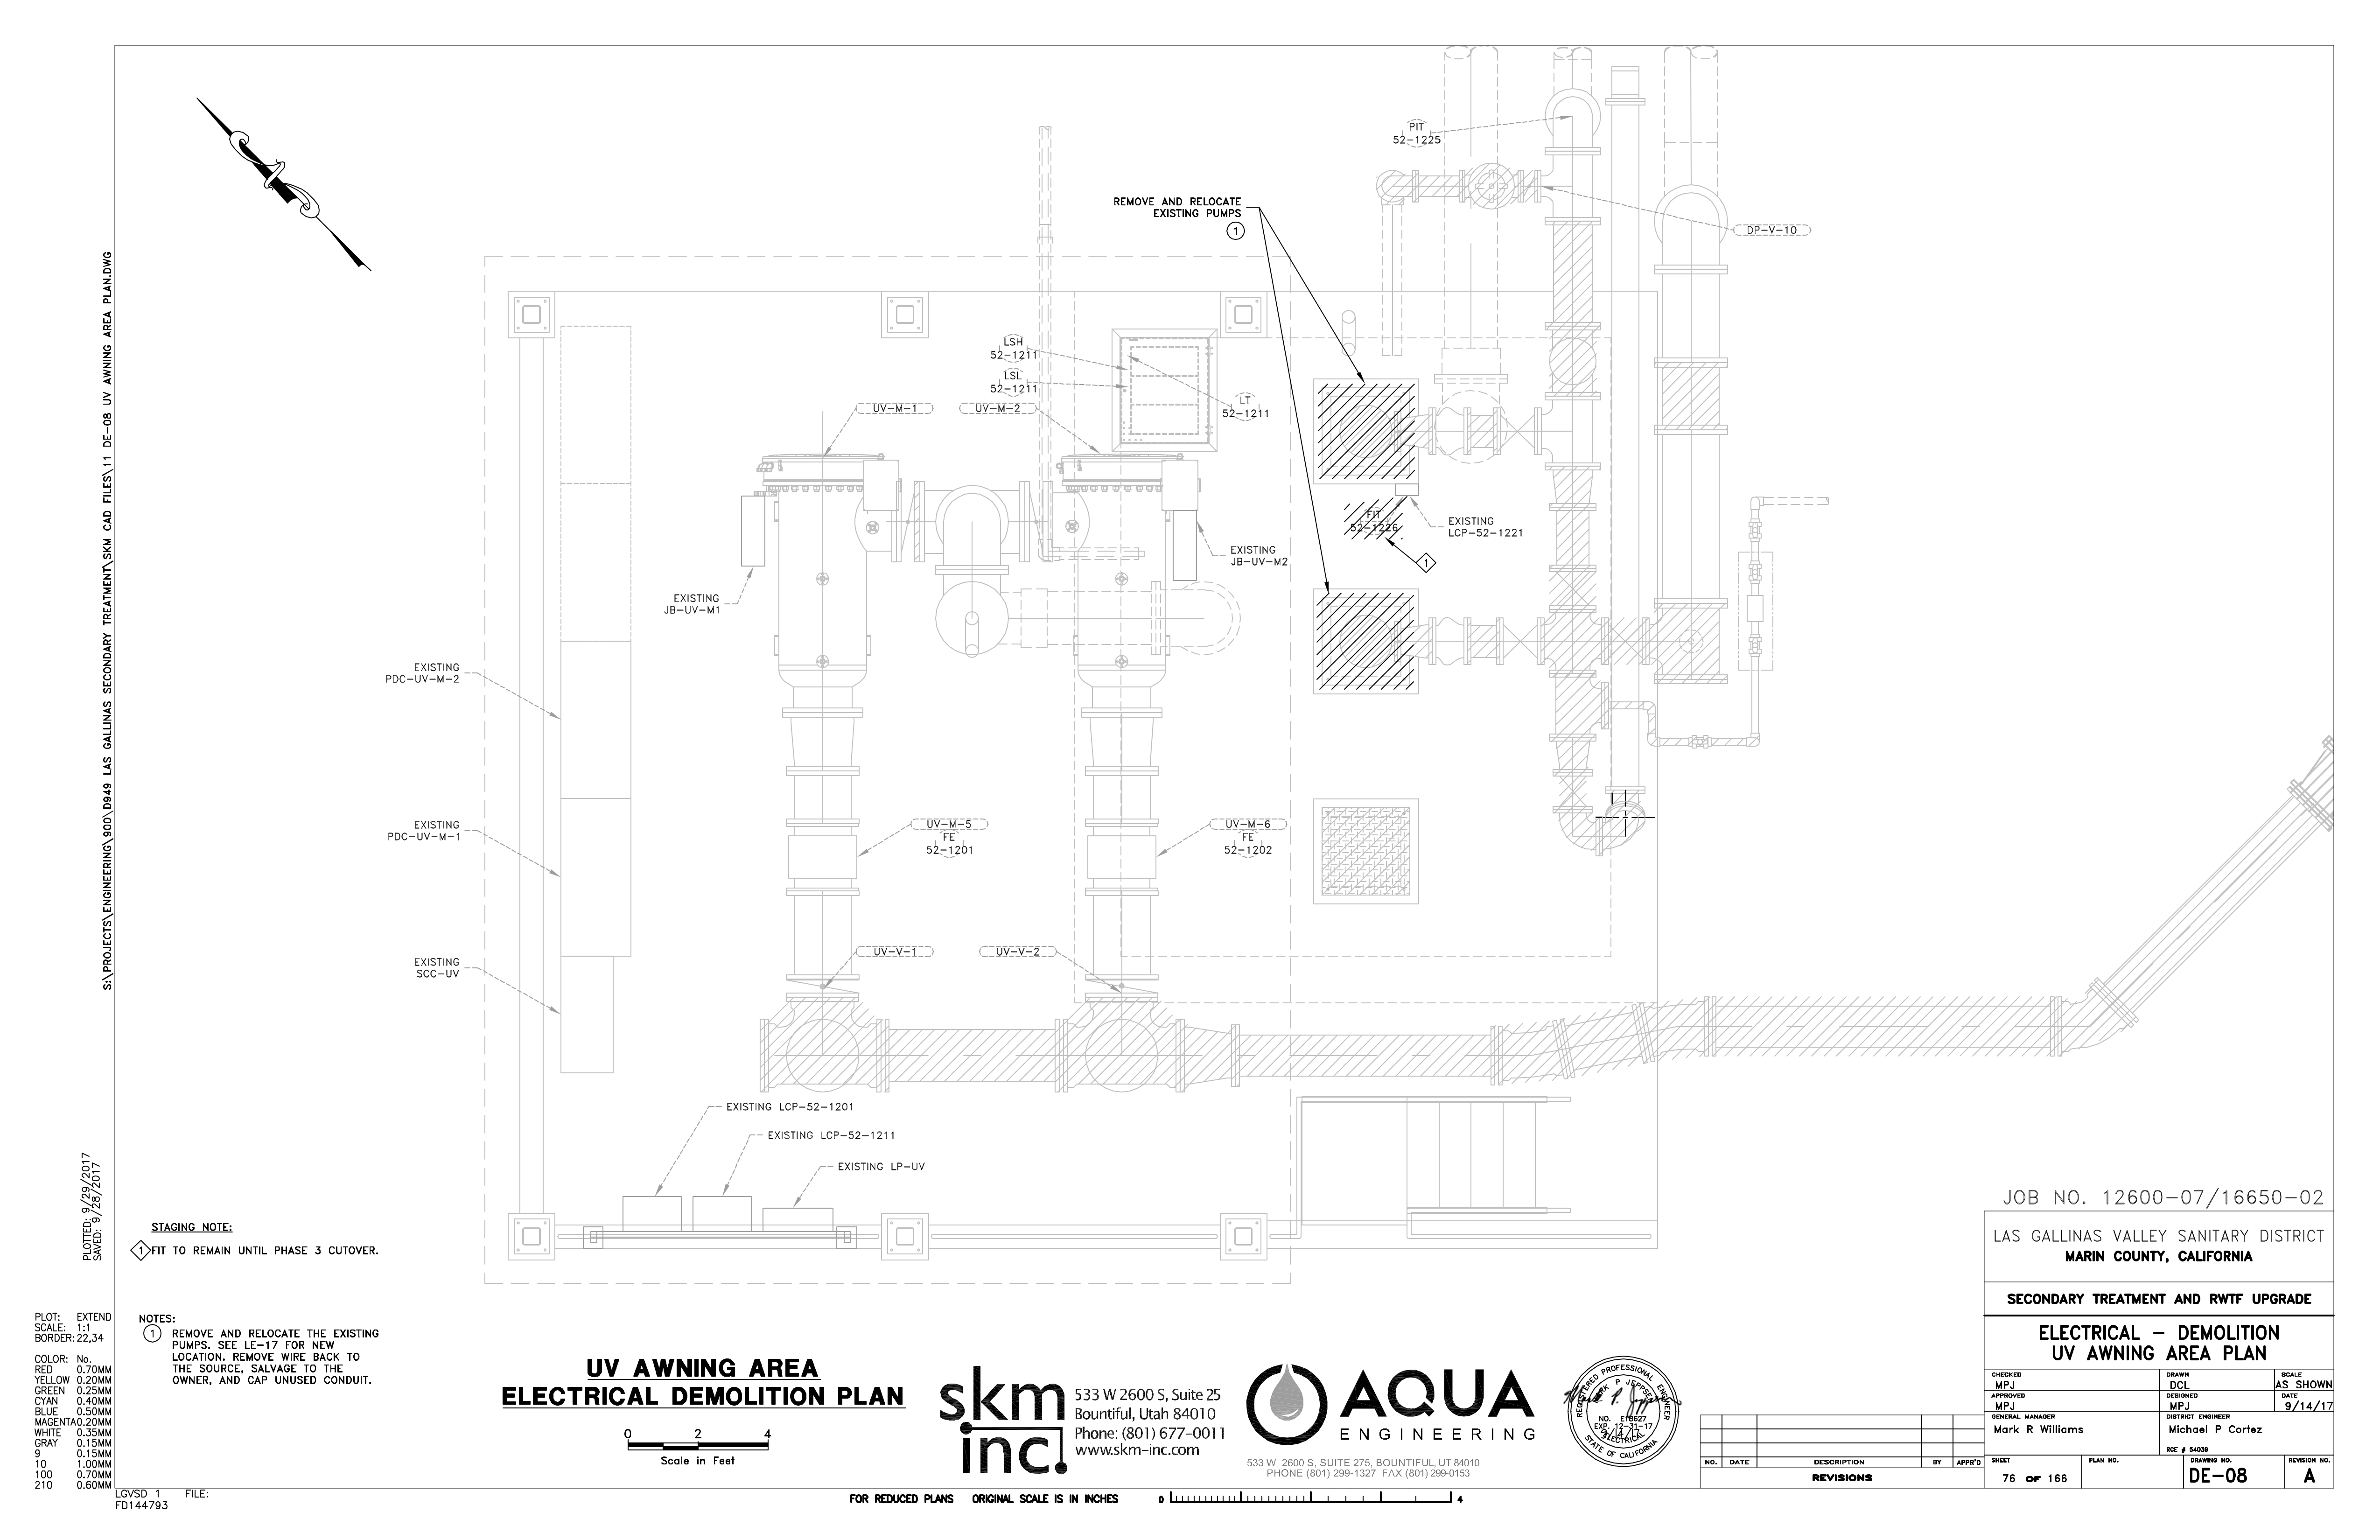 PIT
52-1225
REMOVE AND RELOCATE
EXISTING PUMPS
1
DP-V-10
LSH
52-1211
LSL
52-1211
LT
52-1211
UV-M-1
UV-M-2
FIT
52-1226
EXISTING
LCP-52-1221
1
EXISTING
JB-UV-M2
EXISTING
JB-UV-M1
EXISTING
PDC-UV-M-2
EXISTING
PDC-UV-M-1
UV-M-5
FE
52-1201
UV-M-6
FE
52-1202
UV-V-1
UV-V-2
EXISTING
SCC-UV
EXISTING LCP-52-1201
EXISTING LCP-52-1211
EXISTING LP-UV
S:\PROJECTS\ENGINEERING\900\D949 LAS GALLINAS SECONDARY TREATMENT\SKM CAD FILES\11 DE-08 UV AWNING AREA PLAN.DWG
PLOTTED: 9/29/2017
SAVED: 9/28/2017
STAGING NOTE:
1 FIT TO REMAIN UNTIL PHASE 3 CUTOVER.
NOTES:
1 REMOVE AND RELOCATE THE EXISTING
PUMPS. SEE LE-17 FOR NEW
LOCATION. REMOVE WIRE BACK TO
THE SOURCE, SALVAGE TO THE
OWNER, AND CAP UNUSED CONDUIT.
PLOT: EXTEND
SCALE: 1:1
BORDER: 22,34
COLOR: No.
RED 0.70MM
YELLOW 0.20MM
GREEN 0.25MM
CYAN 0.40MM
BLUE 0.50MM
MAGENTA 0.20MM
WHITE 0.35MM
GRAY 0.15MM
9 0.15MM
10 1.00MM
100 0.70MM
210 0.60MM
LGVSD 1 FILE:
FD144793
UV AWNING AREA
ELECTRICAL DEMOLITION PLAN
0 2 4
Scale in Feet
skm
inc.
533 W 2600 S, Suite 25
Bountiful, Utah 84010
Phone: (801) 677-0011
www.skm-inc.com
AQUA
ENGINEERING
533 W 2600 S, SUITE 275, BOUNTIFUL, UT 84010
PHONE (801) 299-1327 FAX (801) 299-0153
REGISTERED PROFESSIONAL ENGINEER
MARK P JEPPSEN
NO. E18627
EXP. 12-31-17
9/14/17
ELECTRICAL
STATE OF CALIFORNIA
FOR REDUCED PLANS ORIGINAL SCALE IS IN INCHES
0 4
NO. DATE DESCRIPTION BY APPR'D
REVISIONS
JOB NO. 12600-07/16650-02
LAS GALLINAS VALLEY SANITARY DISTRICT
MARIN COUNTY, CALIFORNIA
SECONDARY TREATMENT AND RWTF UPGRADE
ELECTRICAL - DEMOLITION
UV AWNING AREA PLAN
CHECKED DRAWN SCALE
MPJ DCL AS SHOWN
APPROVED DESIGNED DATE
MPJ MPJ 9/14/17
GENERAL MANAGER DISTRICT ENGINEER
Mark R Williams Michael P Cortez
RCE # 54039
SHEET PLAN NO. DRAWING NO. REVISION NO.
76 OF 166 DE-08 A